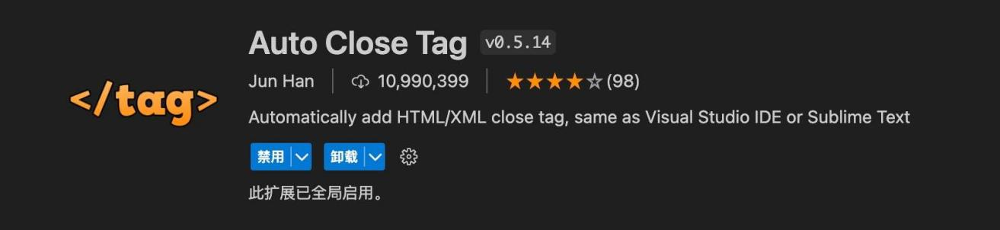 Auto Close Tag v0.5.14
</tag>
Jun Han 10,990,399 (98)
Automatically add HTML/XML close tag, same as Visual Studio IDE or Sublime Text
禁用 卸载
此扩展已全局启用。